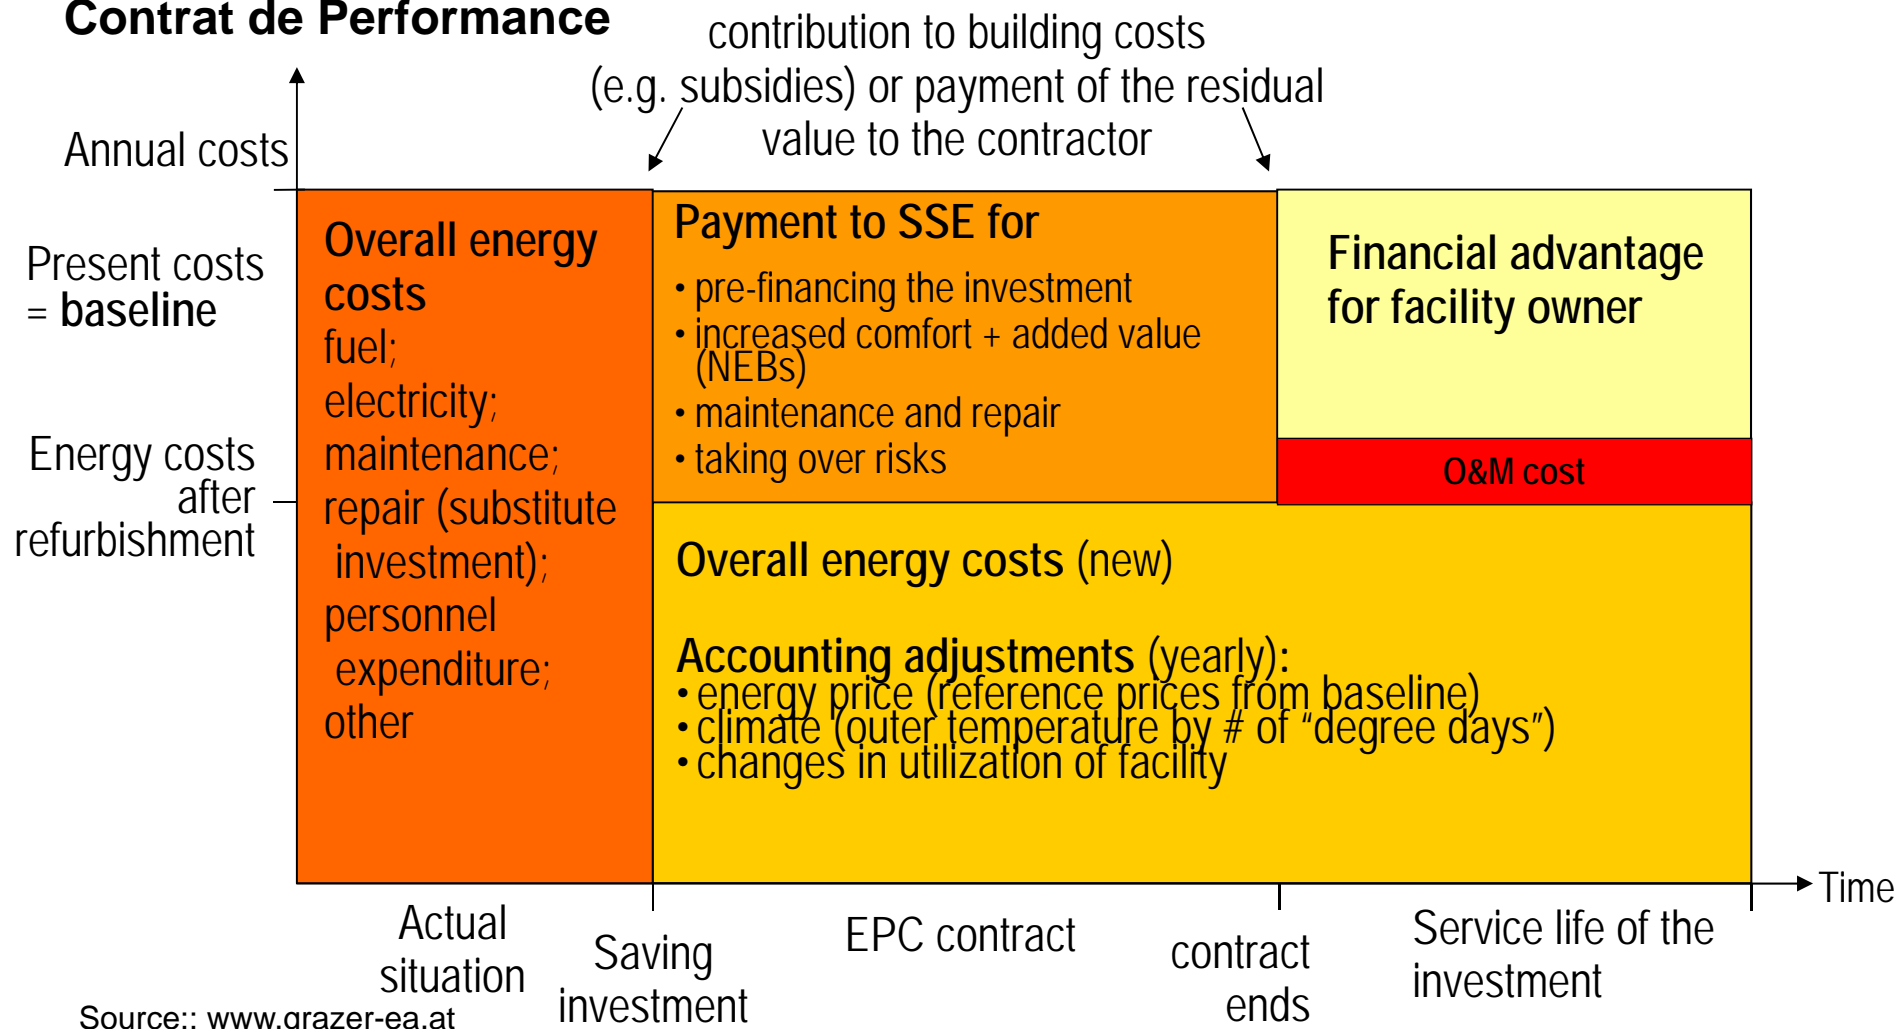 Contrat de Performance
contribution to building costs
(e.g. subsidies) or payment of the residual
value to the contractor
Annual costs
Present costs
= baseline
Energy costs
after
refurbishment
Overall energy
costs
fuel;
electricity;
maintenance;
repair (substitute
investment);
personnel
expenditure;
other
Payment to SSE for
• pre-financing the investment
• increased comfort + added value
(NEBs)
• maintenance and repair
• taking over risks
Financial advantage
for facility owner
O&M cost
Overall energy costs (new)
Accounting adjustments (yearly):
• energy price (reference prices from baseline)
• climate (outer temperature by # of “degree days”)
• changes in utilization of facility
Time
Actual
situation
Saving
investment
EPC contract
contract
ends
Service life of the
investment
Source:: www.grazer-ea.at